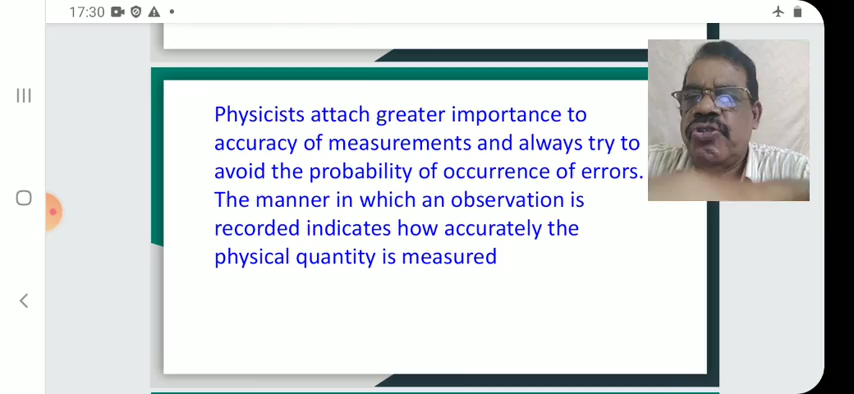 17:30
Physicists attach greater importance to
accuracy of measurements and always try to
avoid the probability of occurrence of errors.
The manner in which an observation is
recorded indicates how accurately the
physical quantity is measured